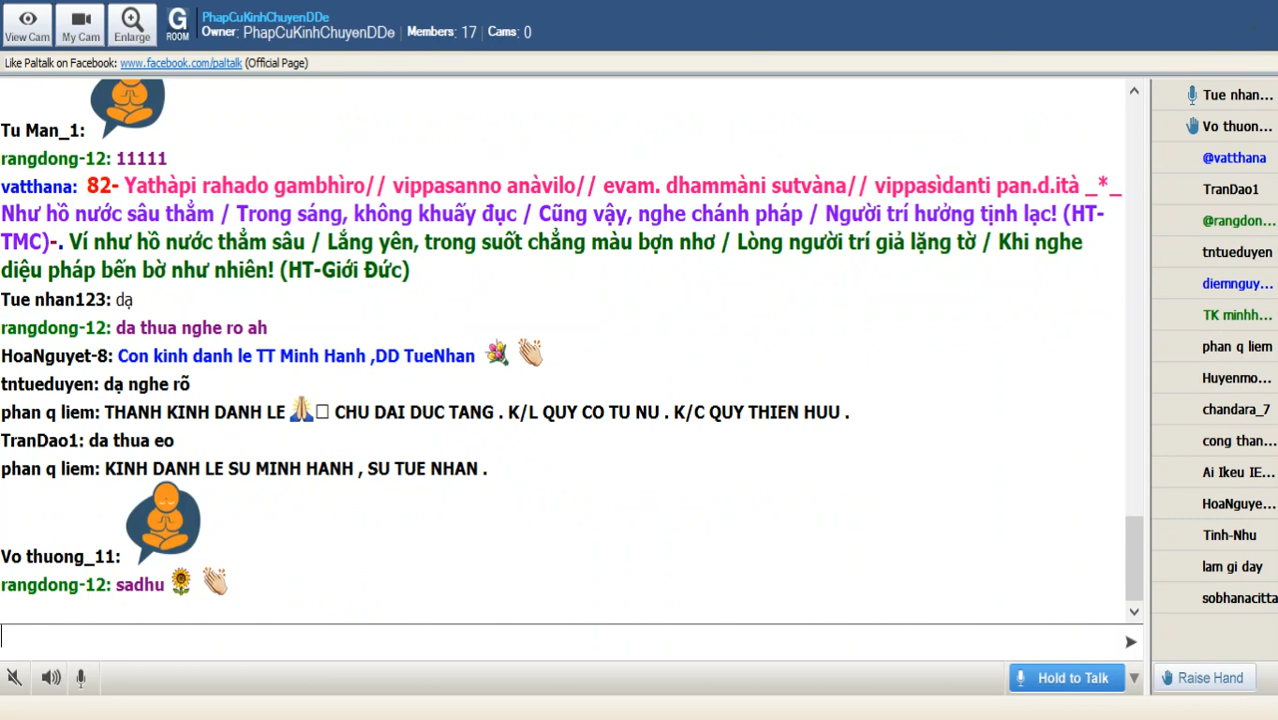 PhapCuKinhChuyenDDe
Owner: PhapCuKinhChuyenDDe | Members: 17 | Cams: 0
View Cam
My Cam
Enlarge
G
ROOM
Like Paltalk on Facebook: www.facebook.com/paltalk (Official Page)
Tu Man_1:
rangdong-12: 11111
vatthana: 82- Yathàpi rahado gambhìro// vippasanno anàvilo// evam. dhammàni sutvàna// vippasìdanti pan.d.ità _*_
Như hồ nước sâu thẳm / Trong sáng, không khuấy đục / Cũng vậy, nghe chánh pháp / Người trí hưởng tịnh lạc! (HT-
TMC)-. Ví như hồ nước thẳm sâu / Lắng yên, trong suốt chẳng màu bợn nhơ / Lòng người trí giả lặng tờ / Khi nghe
diệu pháp bến bờ như nhiên! (HT-Giới Đức)
Tue nhan123: dạ
rangdong-12: da thua nghe ro ah
HoaNguyet-8: Con kinh danh le TT Minh Hanh ,DD TueNhan
tntueduyen: dạ nghe rõ
phan q liem: THANH KINH DANH LE CHU DAI DUC TANG . K/L QUY CO TU NU . K/C QUY THIEN HUU .
TranDao1: da thua eo
phan q liem: KINH DANH LE SU MINH HANH , SU TUE NHAN .
Vo thuong_11:
rangdong-12: sadhu
Tue nhan...
Vo thuon...
@vatthana
TranDao1
@rangdon...
tntueduyen
diemnguy...
TK minhh...
phan q liem
Huyenmo...
chandara_7
cong than...
Ai Ikeu IE...
HoaNguye...
Tinh-Nhu
lam gi day
sobhanacitta
Hold to Talk
Raise Hand